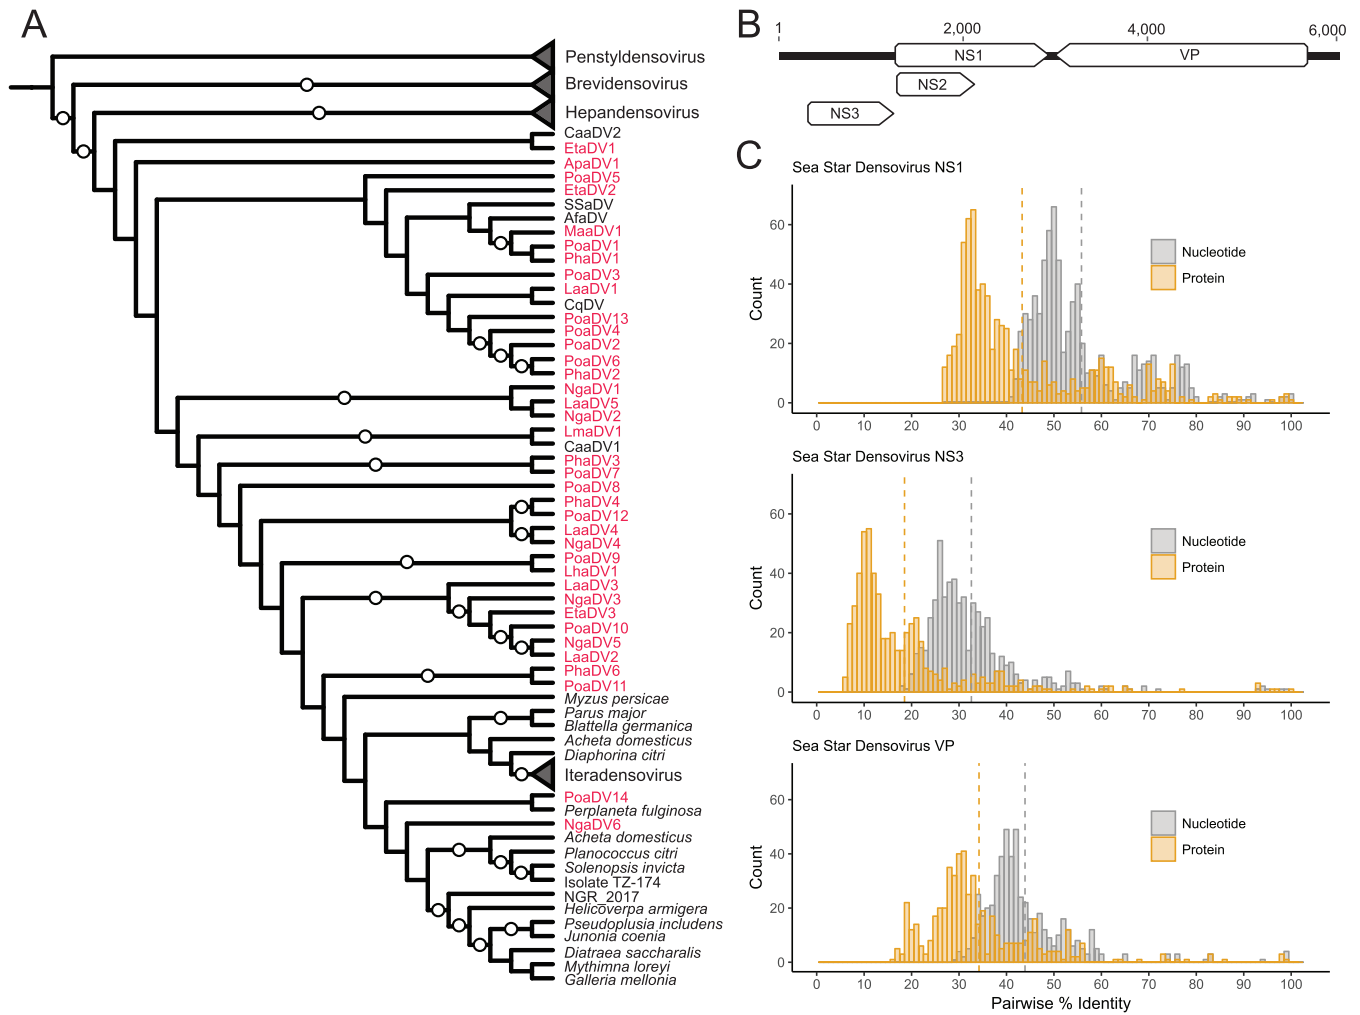 A
Penstyldensovirus
Brevidensovirus
Hepandensovirus
CaaDV2
EtaDV1
ApaDV1
PoaDV5
EtaDV2
SSaDV
AfaDV
MaaDV1
PoaDV1
PhaDV1
PoaDV3
LaaDV1
CqDV
PoaDV13
PoaDV4
PoaDV2
PoaDV6
PhaDV2
NgaDV1
LaaDV5
NgaDV2
LmaDV1
CaaDV1
PhaDV3
PoaDV7
PoaDV8
PhaDV4
PoaDV12
LaaDV4
NgaDV4
PoaDV9
LhaDV1
LaaDV3
NgaDV3
EtaDV3
PoaDV10
NgaDV5
LaaDV2
PhaDV6
PoaDV11
Myzus persicae
Parus major
Blattella germanica
Acheta domesticus
Diaphorina citri
Iteradensovirus
PoaDV14
Perplaneta fulginosa
NgaDV6
Acheta domesticus
Planococcus citri
Solenopsis invicta
Isolate TZ-174
NGR_2017
Helicoverpa armigera
Pseudoplusia includens
Junonia coenia
Diatraea saccharalis
Mythimna loreyi
Galleria mellonia
B
1 2,000 4,000 6,000
NS1 VP
NS2
NS3
C
Sea Star Densovirus NS1
Count
60
40
20
0
Nucleotide
Protein
0 10 20 30 40 50 60 70 80 90 100
Sea Star Densovirus NS3
Count
60
40
20
0
Nucleotide
Protein
0 10 20 30 40 50 60 70 80 90 100
Sea Star Densovirus VP
Count
60
40
20
0
Nucleotide
Protein
0 10 20 30 40 50 60 70 80 90 100
Pairwise % Identity